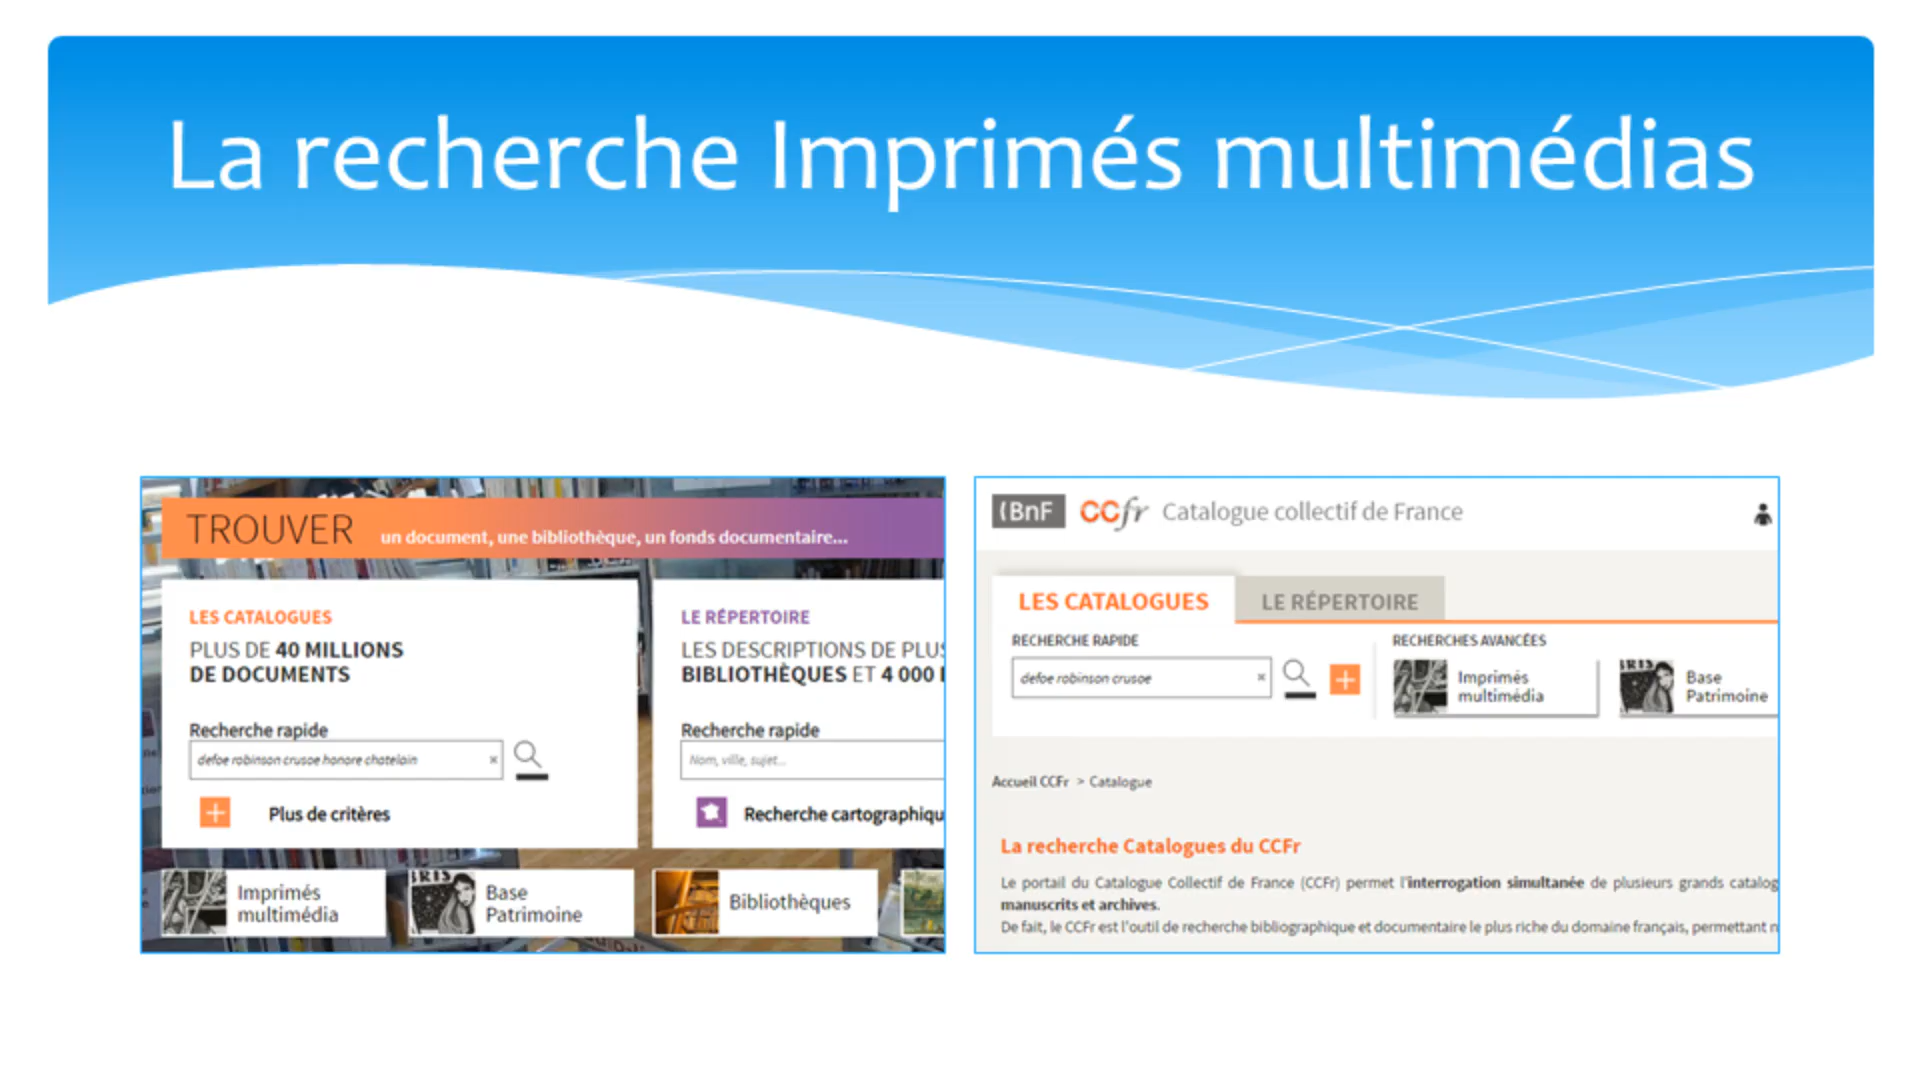 La recherche Imprimés multimédias
TROUVER un document, une bibliothèque, un fonds documentaire...
LES CATALOGUES
PLUS DE 40 MILLIONS
DE DOCUMENTS
Recherche rapide
defoe robinson crusoe honore chatelain
Plus de critères
LE RÉPERTOIRE
LES DESCRIPTIONS DE PLUS
BIBLIOTHÈQUES ET 4 000
Recherche rapide
Nom, ville, sujet...
Recherche cartographiqu
Imprimés
multimédia
Base
Patrimoine
Bibliothèques
BnF CCfr Catalogue collectif de France
LES CATALOGUES LE RÉPERTOIRE
RECHERCHE RAPIDE
defoe robinson crusoe
RECHERCHES AVANCÉES
Imprimés
multimédia
Base
Patrimoine
Accueil CCFr > Catalogue
La recherche Catalogues du CCFr
Le portail du Catalogue Collectif de France (CCFr) permet l'interrogation simultanée de plusieurs grands catalog
manuscrits et archives.
De fait, le CCFr est l'outil de recherche bibliographique et documentaire le plus riche du domaine français, permettant n